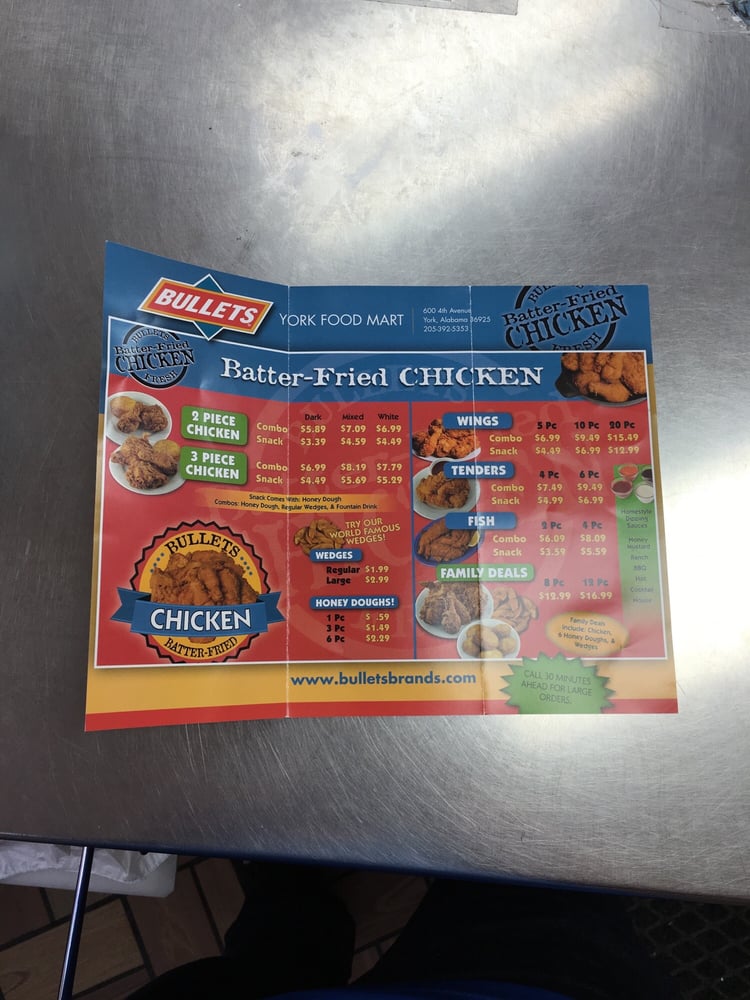 BULLETS
YORK FOOD MART
600 4th Avenue
York, Alabama 36925
205-392-5353
Batter-Fried
CHICKEN
FRESH
BULLETS
Batter-Fried
CHICKEN
FRESH
Batter-Fried CHICKEN
Dark Mixed White
2 PIECE CHICKEN
Combo $5.89 $7.09 $6.99
Snack $3.39 $4.59 $4.49
3 PIECE CHICKEN
Combo $6.99 $8.19 $7.79
Snack $4.49 $5.69 $5.29
Snack Comes With: Honey Dough
Combos: Honey Dough, Regular Wedges, & Fountain Drink
BULLETS
CHICKEN
BATTER-FRIED
TRY OUR
WORLD FAMOUS
WEDGES!
WEDGES
Regular $1.99
Large $2.99
HONEY DOUGHS!
1 Pc $ .59
3 Pc $1.49
6 Pc $2.29
WINGS 5 Pc 10 Pc 20 Pc
Combo $6.99 $9.49 $15.49
Snack $4.49 $6.99 $12.99
TENDERS 4 Pc 6 Pc
Combo $7.49 $9.49
Snack $4.99 $6.99
FISH 2 Pc 4 Pc
Combo $6.09 $8.09
Snack $3.59 $5.59
FAMILY DEALS 8 Pc 12 Pc
$12.99 $16.99
Family Deals
Include: Chicken,
6 Honey Doughs, &
Wedges
Homestyle
Dipping
Sauces
Honey
Mustard
Ranch
BBQ
Hot
Cocktail
House
www.bulletsbrands.com
CALL 30 MINUTES
AHEAD FOR LARGE
ORDERS.